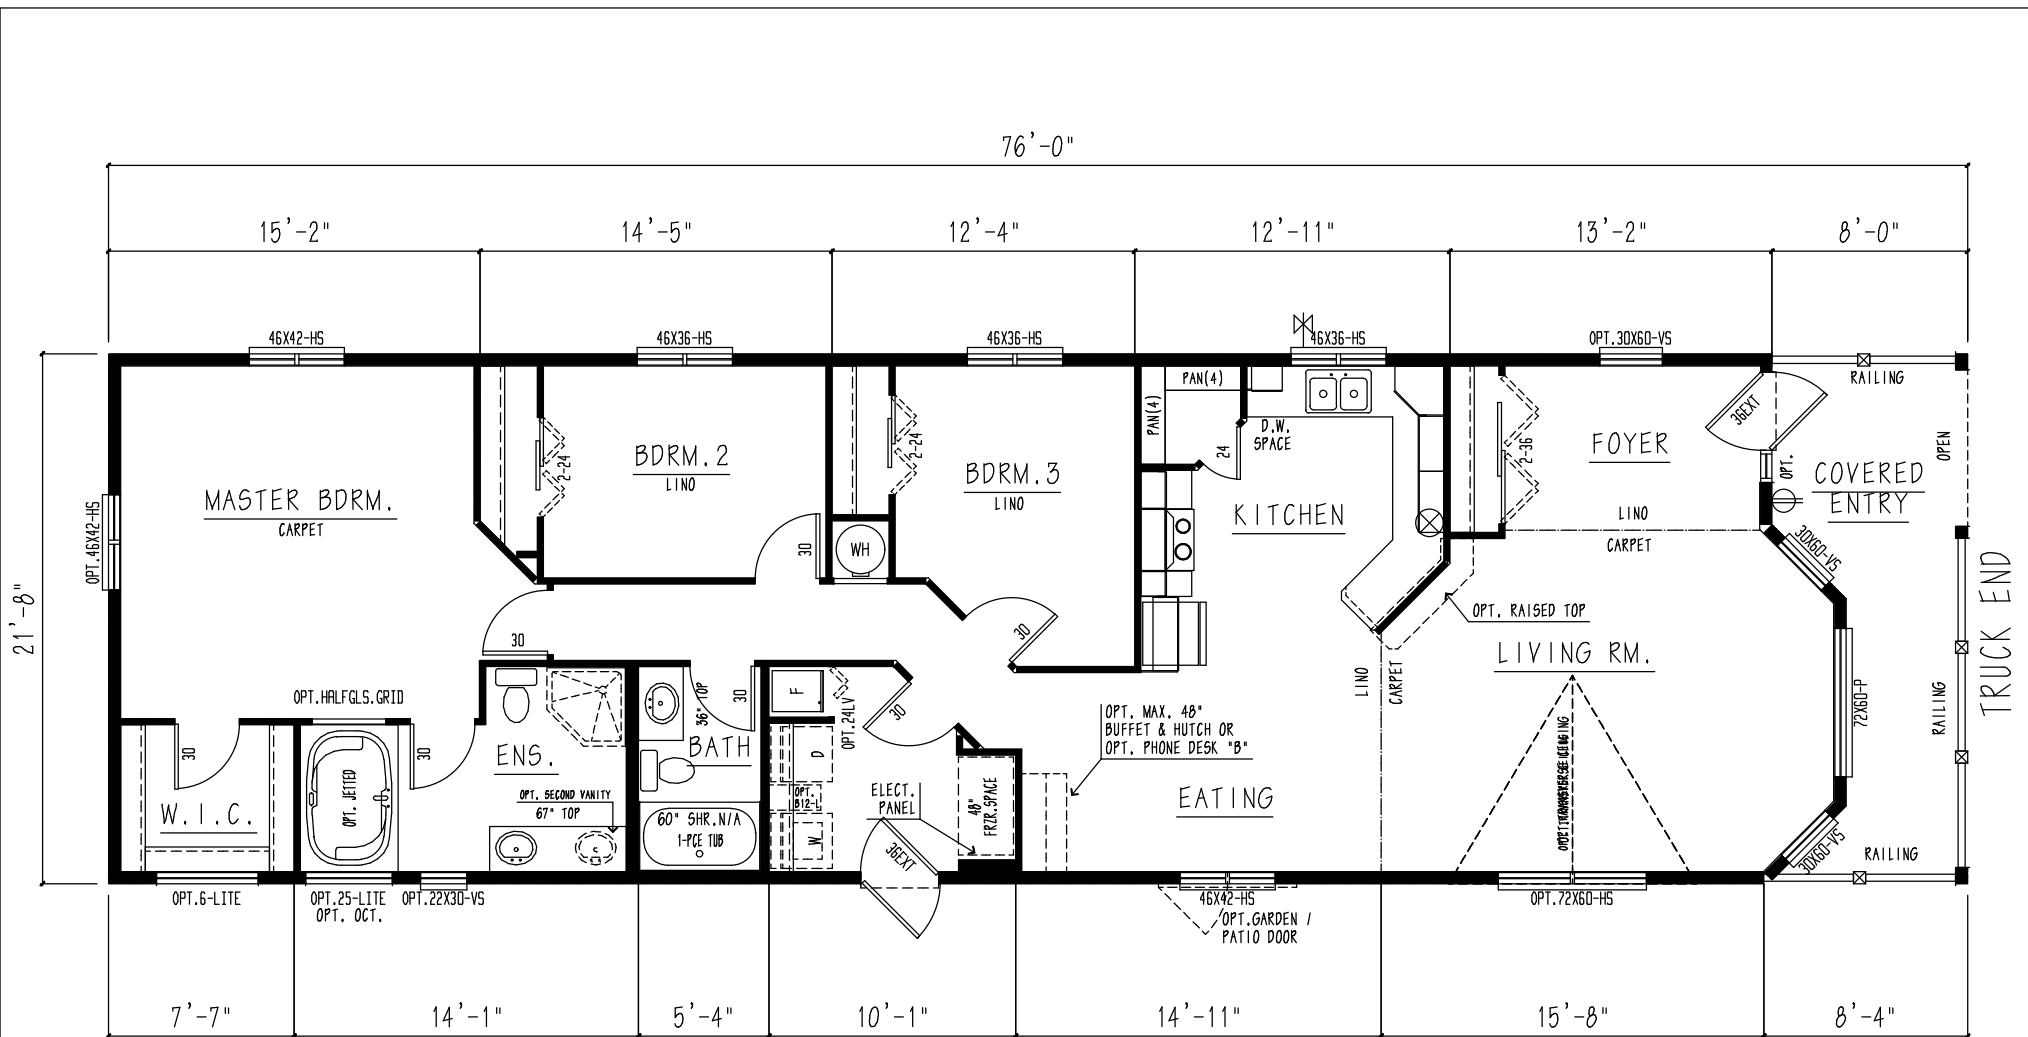 76'-0"
15'-2"
14'-5"
12'-4"
12'-11"
13'-2"
8'-0"
46X42-HS
46X36-HS
46X36-HS
46X36-HS
OPT.30X60-VS
RAILING
PAN(4)
PAN(4)
D.W.
SPACE
24
36EXT
OPT.
OPEN
2-24
2-24
2-36
BDRM.2
LINO
BDRM.3
LINO
FOYER
COVERED
ENTRY
MASTER BDRM.
CARPET
KITCHEN
LINO
CARPET
OPT.46X42-HS
30
WH
30X60-VS
21'-8"
30
30
OPT. RAISED TOP
LIVING RM.
TRUCK END
LINO
CARPET
72X60-P
RAILING
OPT.HALFGLS.GRID
36" TOP
30
F
OPT.24LV
30
OPT. MAX. 48"
BUFFET & HUTCH OR
OPT. PHONE DESK "B"
30
30
ENS.
BATH
D
OPT. JETTED
OPT. SECOND VANITY
67" TOP
OPT.
B12-L
ELECT.
PANEL
48"
FRZR.SPACE
EATING
W.I.C.
60" SHR.N/A
1-PCE TUB
W
36EXT
30X60-VS
RAILING
OPT.6-LITE
OPT.25-LITE
OPT. OCT.
OPT.22X30-VS
46X42-HS
OPT.GARDEN /
PATIO DOOR
OPT.72X60-HS
7'-7"
14'-1"
5'-4"
10'-1"
14'-11"
15'-8"
8'-4"